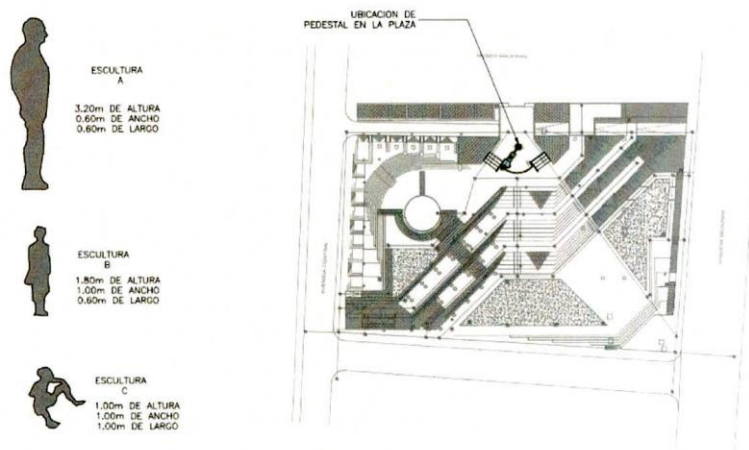 UBICACION DE
PEDESTAL EN LA PLAZA
ESCULTURA
A
3.20m DE ALTURA
0.60m DE ANCHO
0.60m DE LARGO
ESCULTURA
B
1.80m DE ALTURA
1.00m DE ANCHO
0.60m DE LARGO
ESCULTURA
C
1.00m DE ALTURA
1.00m DE ANCHO
1.00m DE LARGO
AVENIDA CENTRAL